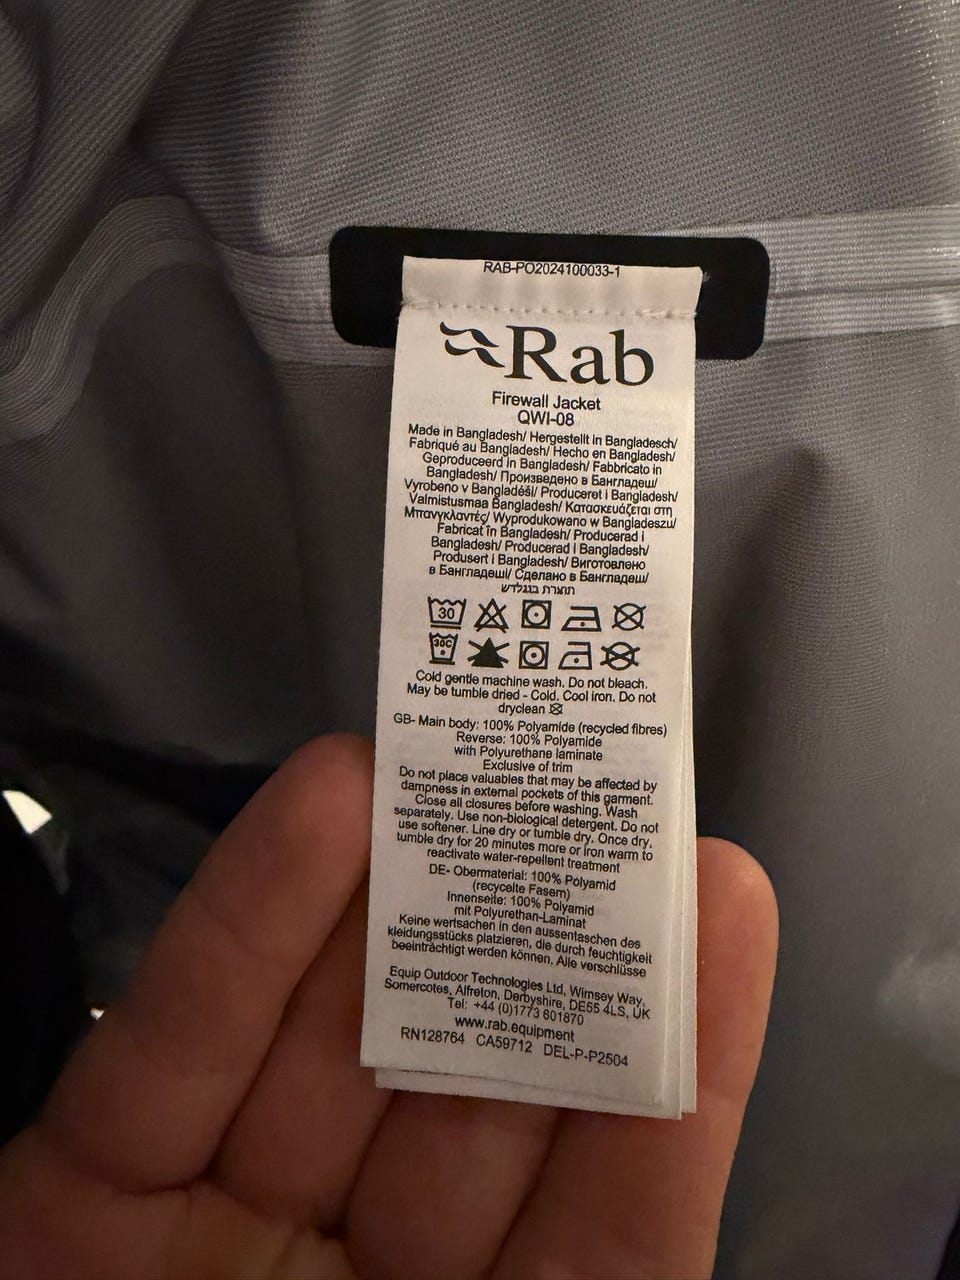 RAB-PO2024100033-1
Rab
Firewall Jacket
QWI-08
Made in Bangladesh/ Hergestellt in Bangladesch/
Fabriqué au Bangladesh/ Hecho en Bangladesh/
Geproduceerd in Bangladesh/ Fabbricato in
Bangladesh/ Произведено в Бангладеш/
Vyrobeno v Bangladéši/ Produceret i Bangladesh/
Valmistusmaa Bangladesh/ Κατασκευάζεται στη
Μπανγκλαντές/ Wyprodukowano w Bangladeszu/
Fabricat în Bangladesh/ Producerad i
Bangladesh/ Producerad i Bangladesh/
Produsert i Bangladesh/ Виготовлено
в Бангладеші/ Сделано в Бангладеш/
תוצרת בנגלדש
30
30C
Cold gentle machine wash. Do not bleach.
May be tumble dried - Cold. Cool iron. Do not
dryclean
GB- Main body: 100% Polyamide (recycled fibres)
Reverse: 100% Polyamide
with Polyurethane laminate
Exclusive of trim
Do not place valuables that may be affected by
dampness in external pockets of this garment.
Close all closures before washing. Wash
separately. Use non-biological detergent. Do not
use softener. Line dry or tumble dry. Once dry,
tumble dry for 20 minutes more or iron warm to
reactivate water-repellent treatment
DE- Obermaterial: 100% Polyamid
(recycelte Fasern)
Innenseite: 100% Polyamid
mit Polyurethan-Laminat
Keine wertsachen in den aussentaschen des
kleidungsstücks platzieren, die durch feuchtigkeit
beeinträchtigt werden können. Alle verschlüsse
Equip Outdoor Technologies Ltd, Wimsey Way,
Somercotes, Alfreton, Derbyshire, DE55 4LS, UK
Tel: +44 (0)1773 601870
www.rab.equipment
RN128764 CA59712 DEL-P-P2504